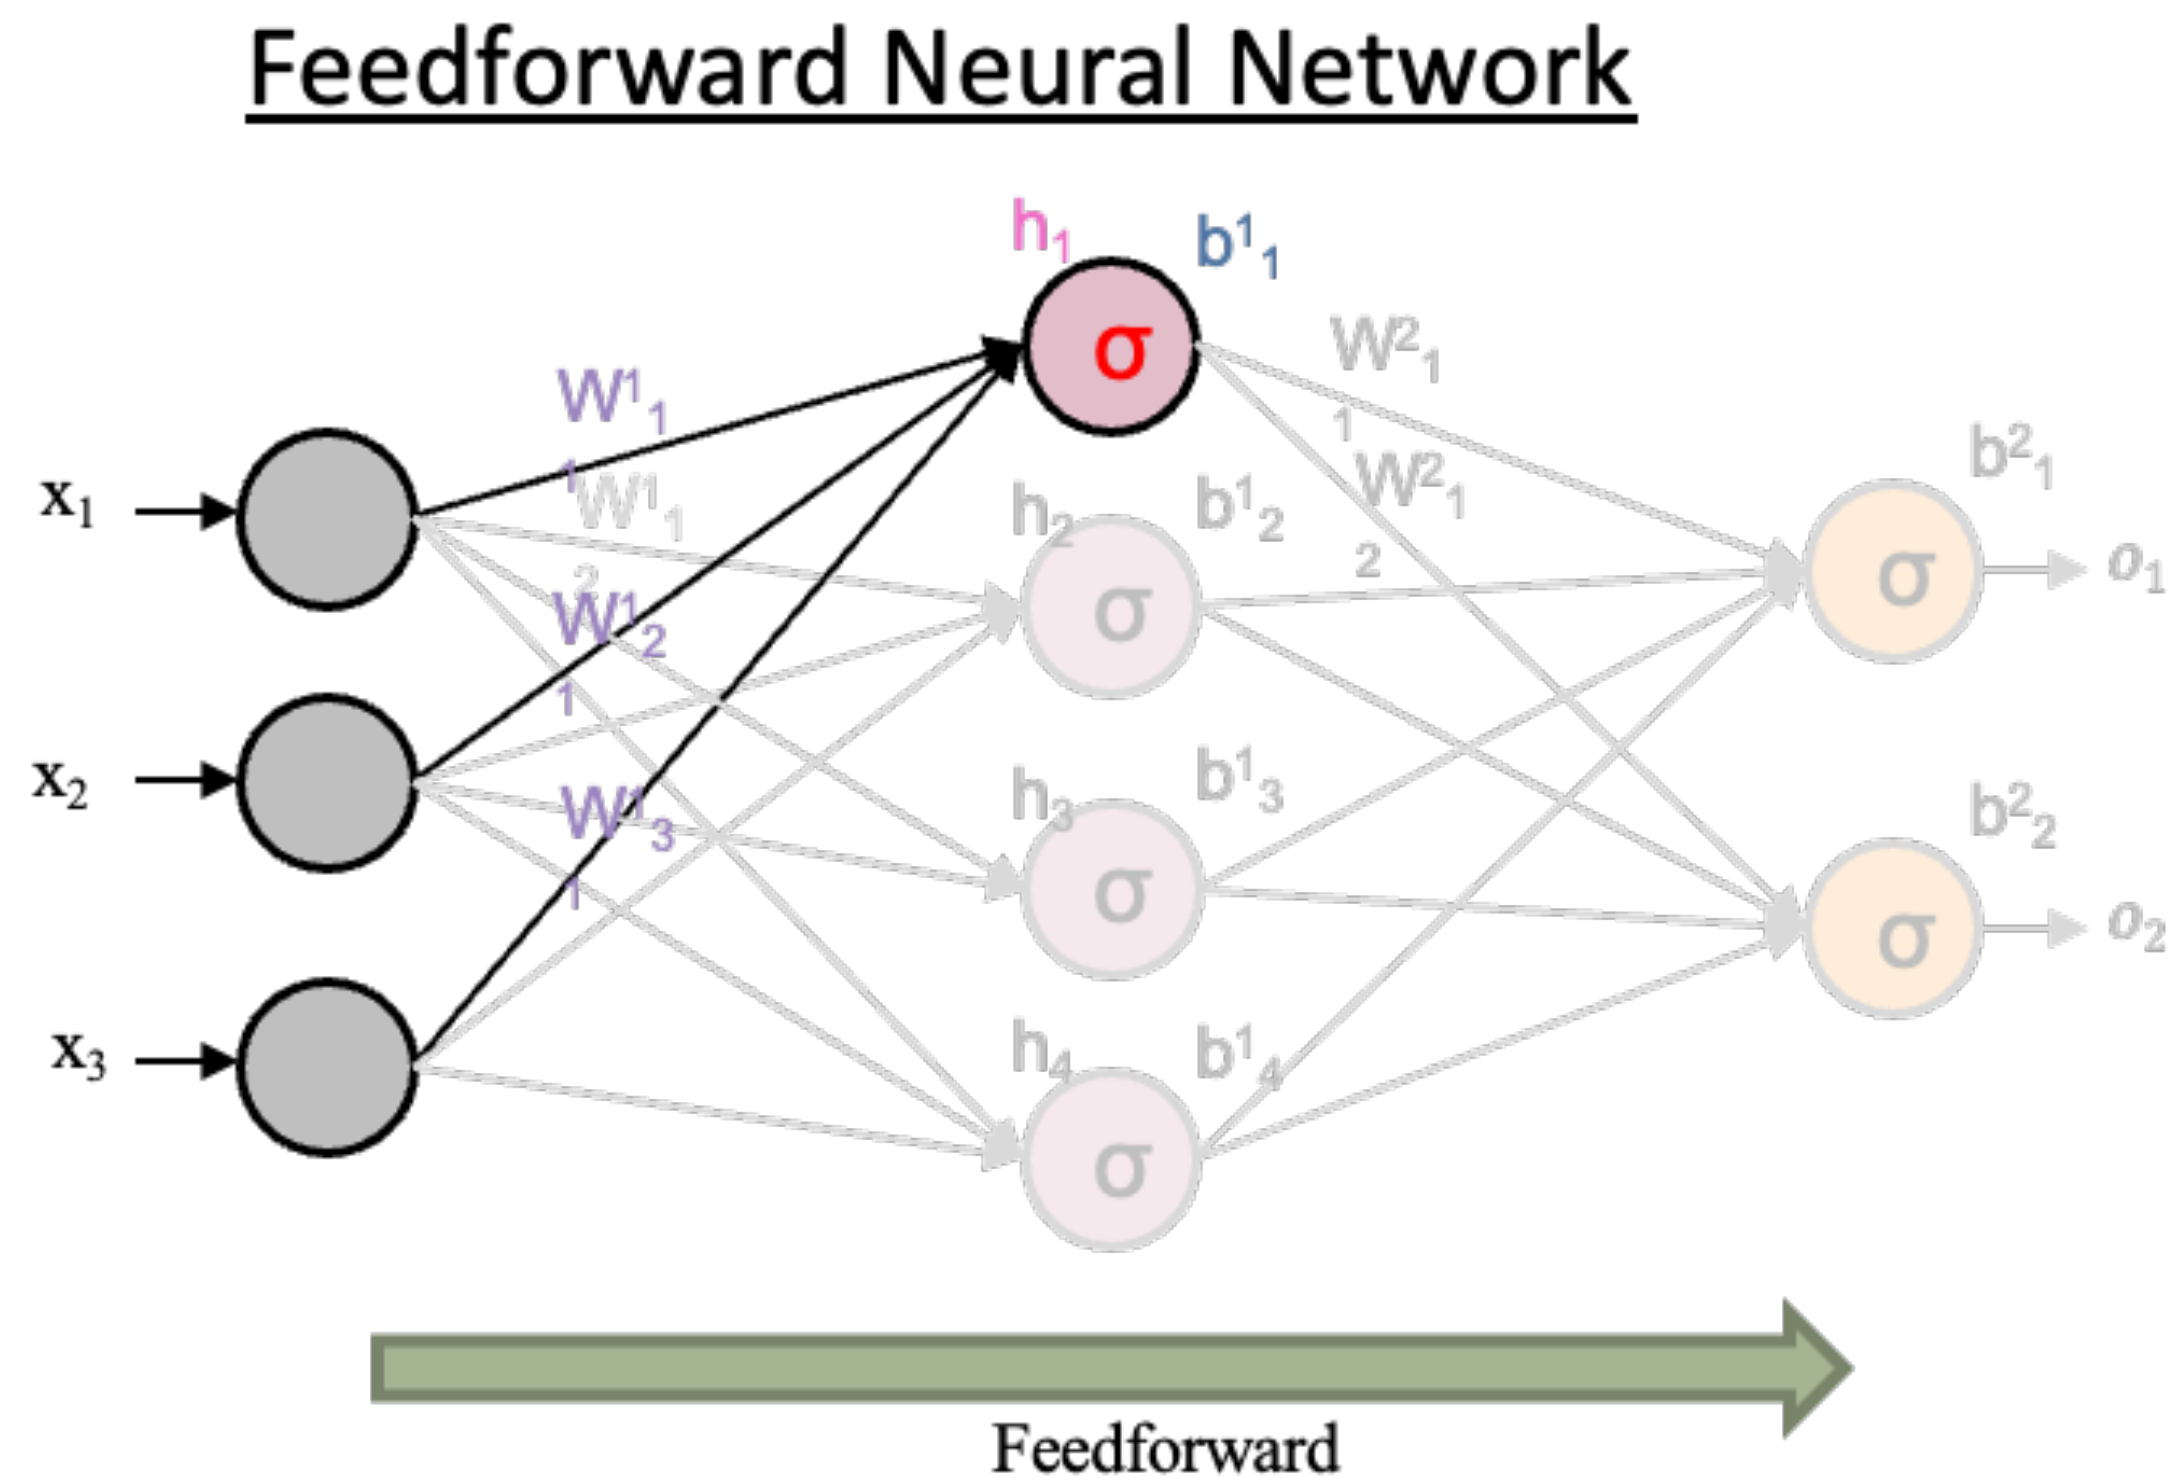 Feedforward Neural Network
h₁
b¹₁
W²₁
1
W¹₁
1
W²₁
2
b²₁
x₁
W¹₁
2
h₂
b¹₂
σ
σ
o₁
W¹₂
1
σ
x₂
W¹₃
1
h₃
b¹₃
b²₂
σ
σ
o₂
x₃
h₄
b¹₄
σ
Feedforward